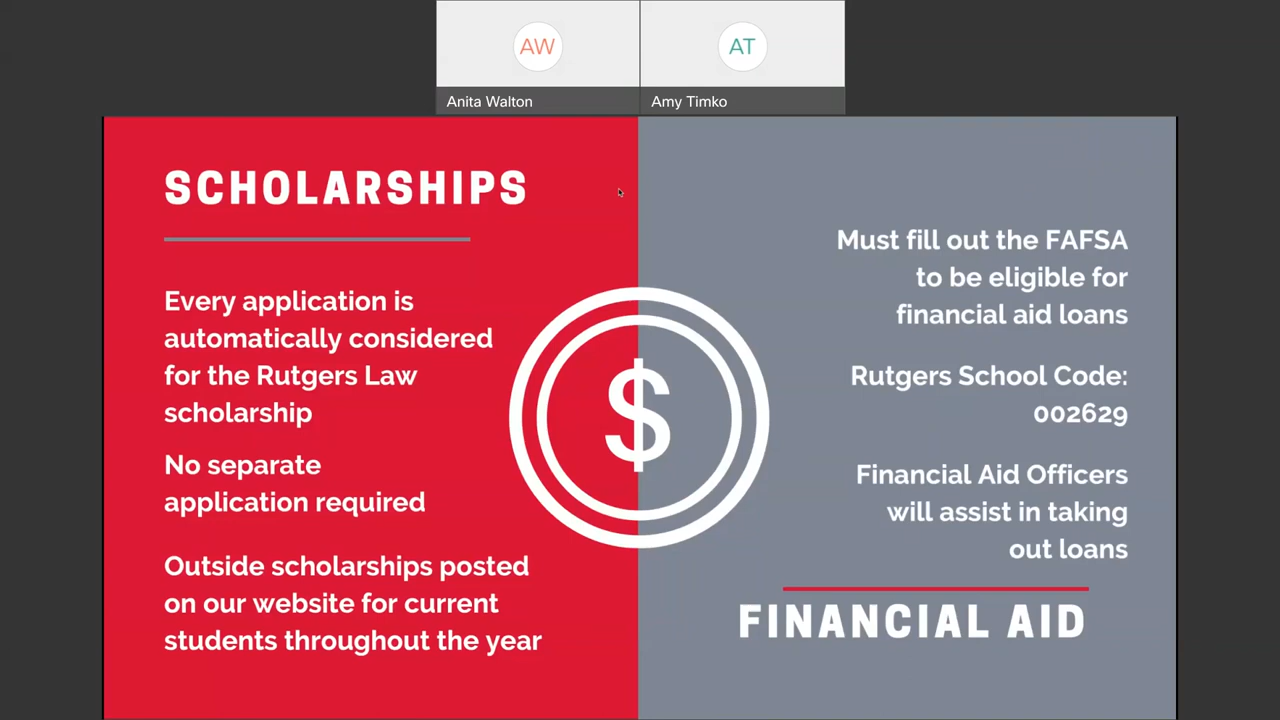 AW
AT
Anita Walton
Amy Timko
SCHOLARSHIPS
Every application is
automatically considered
for the Rutgers Law
scholarship
No separate
application required
Outside scholarships posted
on our website for current
students throughout the year
$
Must fill out the FAFSA
to be eligible for
financial aid loans
Rutgers School Code:
002629
Financial Aid Officers
will assist in taking
out loans
FINANCIAL AID